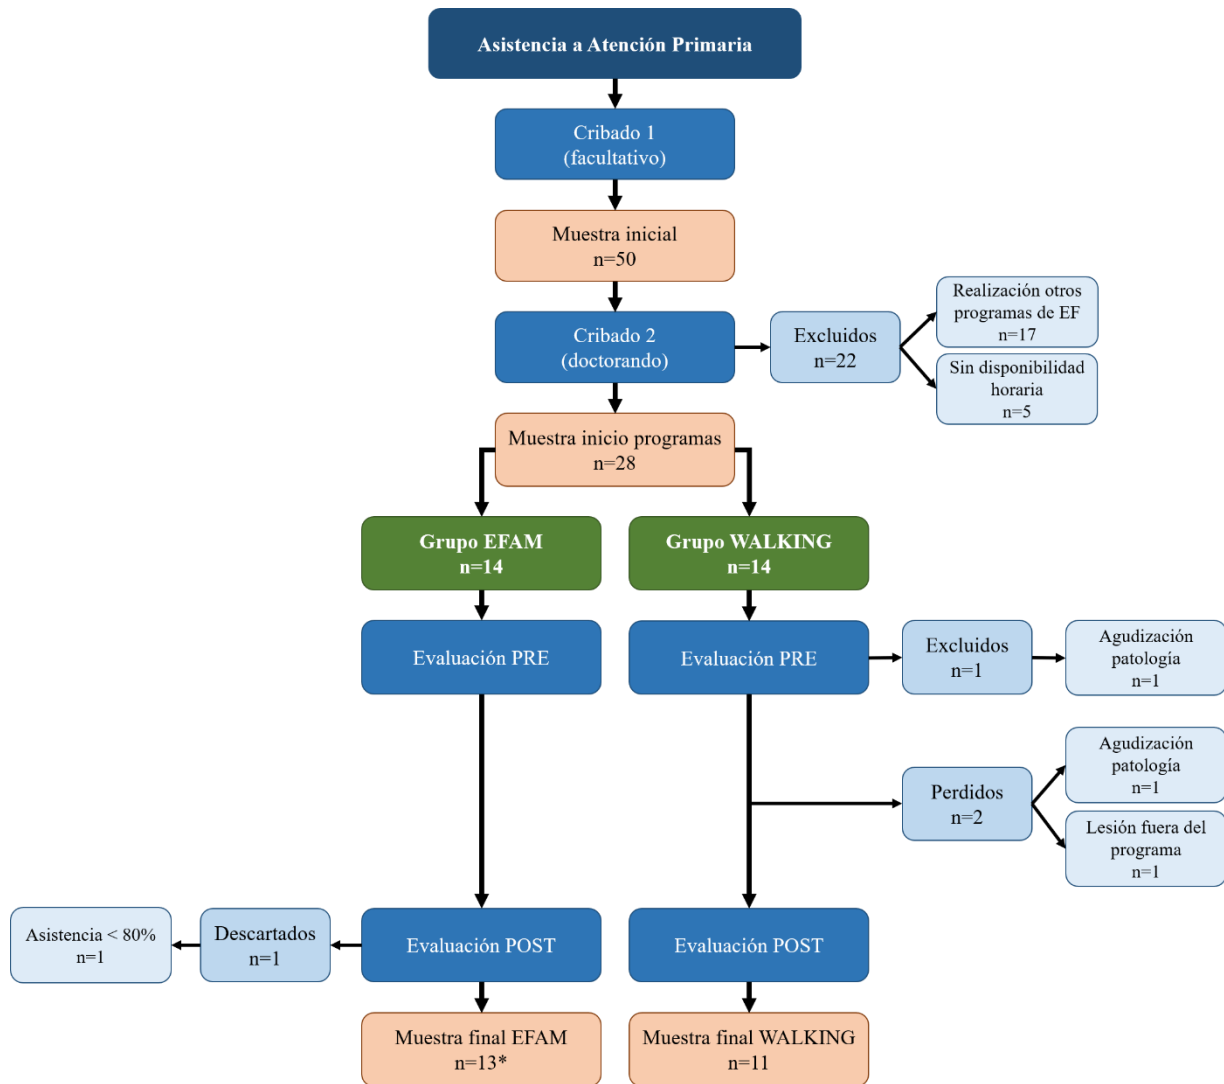 Asistencia a Atención Primaria
Cribado 1
(facultativo)
Muestra inicial
n=50
Cribado 2
(doctorando)
Excluidos
n=22
Realización otros
programas de EF
n=17
Sin disponibilidad
horaria
n=5
Muestra inicio programas
n=28
Grupo EFAM
n=14
Grupo WALKING
n=14
Evaluación PRE
Evaluación PRE
Excluidos
n=1
Agudización
patología
n=1
Perdidos
n=2
Agudización
patología
n=1
Lesión fuera del
programa
n=1
Asistencia < 80%
n=1
Descartados
n=1
Evaluación POST
Evaluación POST
Muestra final EFAM
n=13*
Muestra final WALKING
n=11